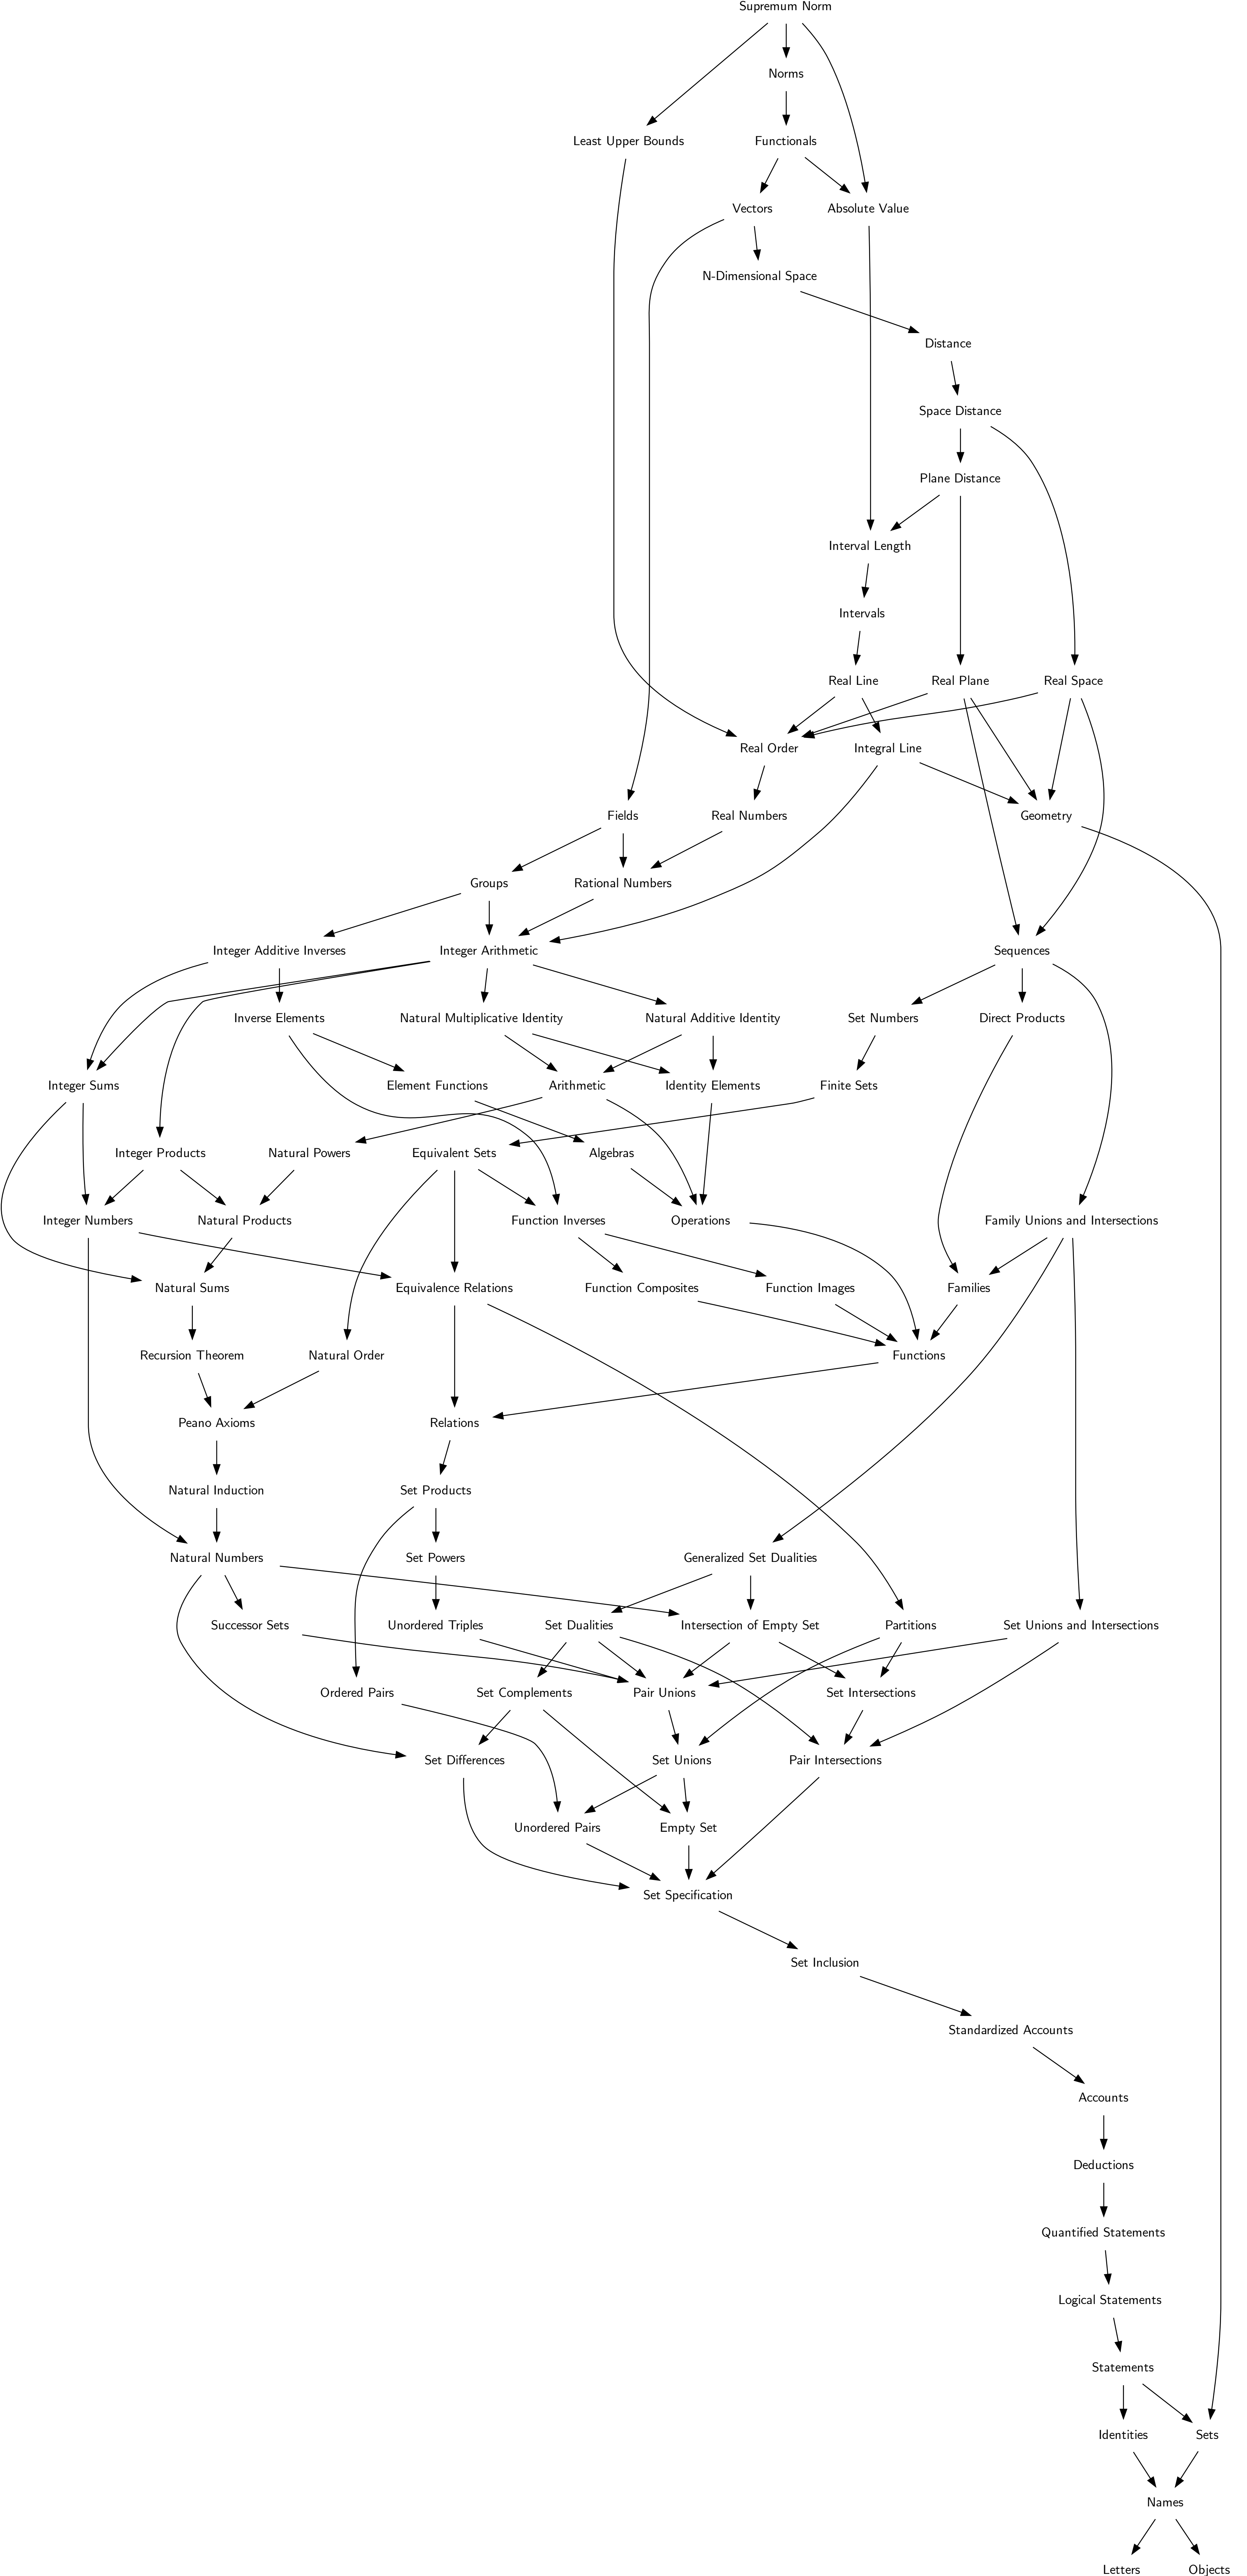 Supremum Norm
Norms
Least Upper Bounds
Functionals
Vectors
Absolute Value
N-Dimensional Space
Distance
Space Distance
Plane Distance
Interval Length
Intervals
Real Line
Real Plane
Real Space
Real Order
Integral Line
Fields
Real Numbers
Geometry
Groups
Rational Numbers
Integer Additive Inverses
Integer Arithmetic
Sequences
Inverse Elements
Natural Multiplicative Identity
Natural Additive Identity
Set Numbers
Direct Products
Integer Sums
Element Functions
Arithmetic
Identity Elements
Finite Sets
Integer Products
Natural Powers
Equivalent Sets
Algebras
Integer Numbers
Natural Products
Function Inverses
Operations
Family Unions and Intersections
Natural Sums
Equivalence Relations
Function Composites
Function Images
Families
Recursion Theorem
Natural Order
Functions
Peano Axioms
Relations
Natural Induction
Set Products
Natural Numbers
Set Powers
Generalized Set Dualities
Successor Sets
Unordered Triples
Set Dualities
Intersection of Empty Set
Partitions
Set Unions and Intersections
Ordered Pairs
Set Complements
Pair Unions
Set Intersections
Set Differences
Set Unions
Pair Intersections
Unordered Pairs
Empty Set
Set Specification
Set Inclusion
Standardized Accounts
Accounts
Deductions
Quantified Statements
Logical Statements
Statements
Identities
Sets
Names
Letters
Objects